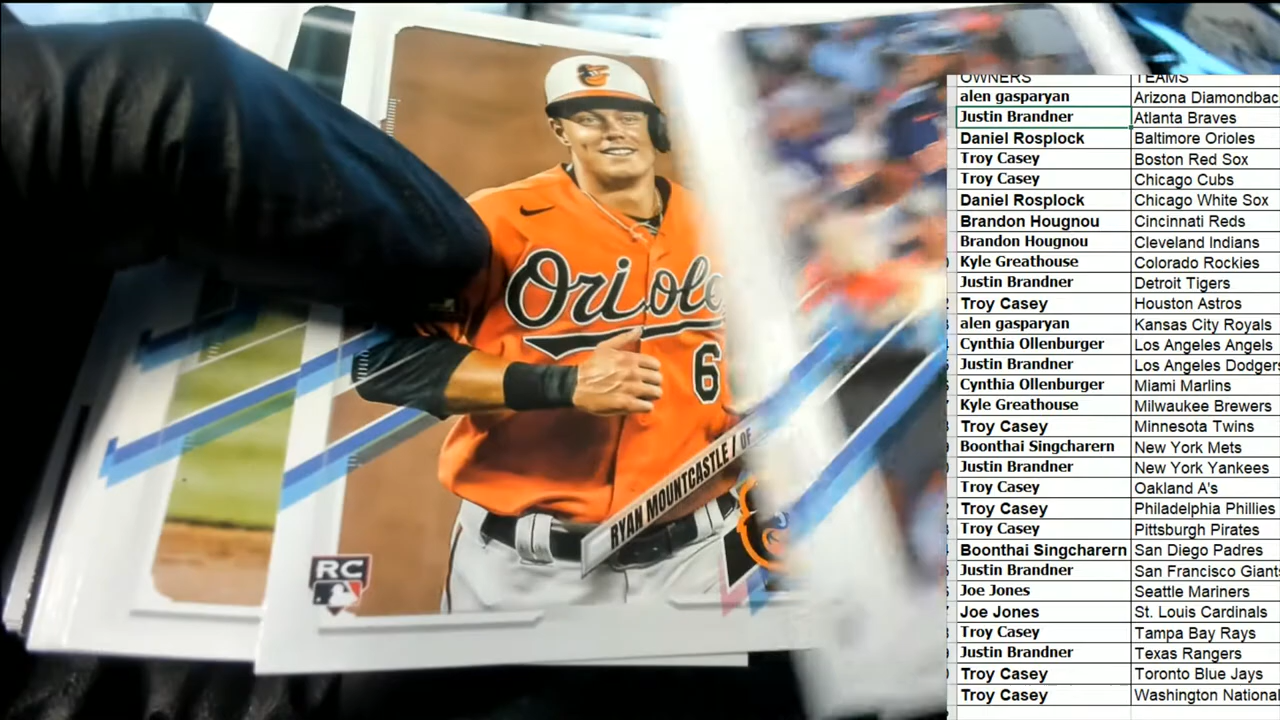 Oriole
6
RYAN MOUNTCASTLE / OF
RC
OWNERS TEAMS
alen gasparyan Arizona Diamondbac
Justin Brandner Atlanta Braves
Daniel Rosplock Baltimore Orioles
Troy Casey Boston Red Sox
Troy Casey Chicago Cubs
Daniel Rosplock Chicago White Sox
Brandon Hougnou Cincinnati Reds
Brandon Hougnou Cleveland Indians
Kyle Greathouse Colorado Rockies
Justin Brandner Detroit Tigers
Troy Casey Houston Astros
alen gasparyan Kansas City Royals
Cynthia Ollenburger Los Angeles Angels
Justin Brandner Los Angeles Dodgers
Cynthia Ollenburger Miami Marlins
Kyle Greathouse Milwaukee Brewers
Troy Casey Minnesota Twins
Boonthai Singcharern New York Mets
Justin Brandner New York Yankees
Troy Casey Oakland A's
Troy Casey Philadelphia Phillies
Troy Casey Pittsburgh Pirates
Boonthai Singcharern San Diego Padres
Justin Brandner San Francisco Giants
Joe Jones Seattle Mariners
Joe Jones St. Louis Cardinals
Troy Casey Tampa Bay Rays
Justin Brandner Texas Rangers
Troy Casey Toronto Blue Jays
Troy Casey Washington National